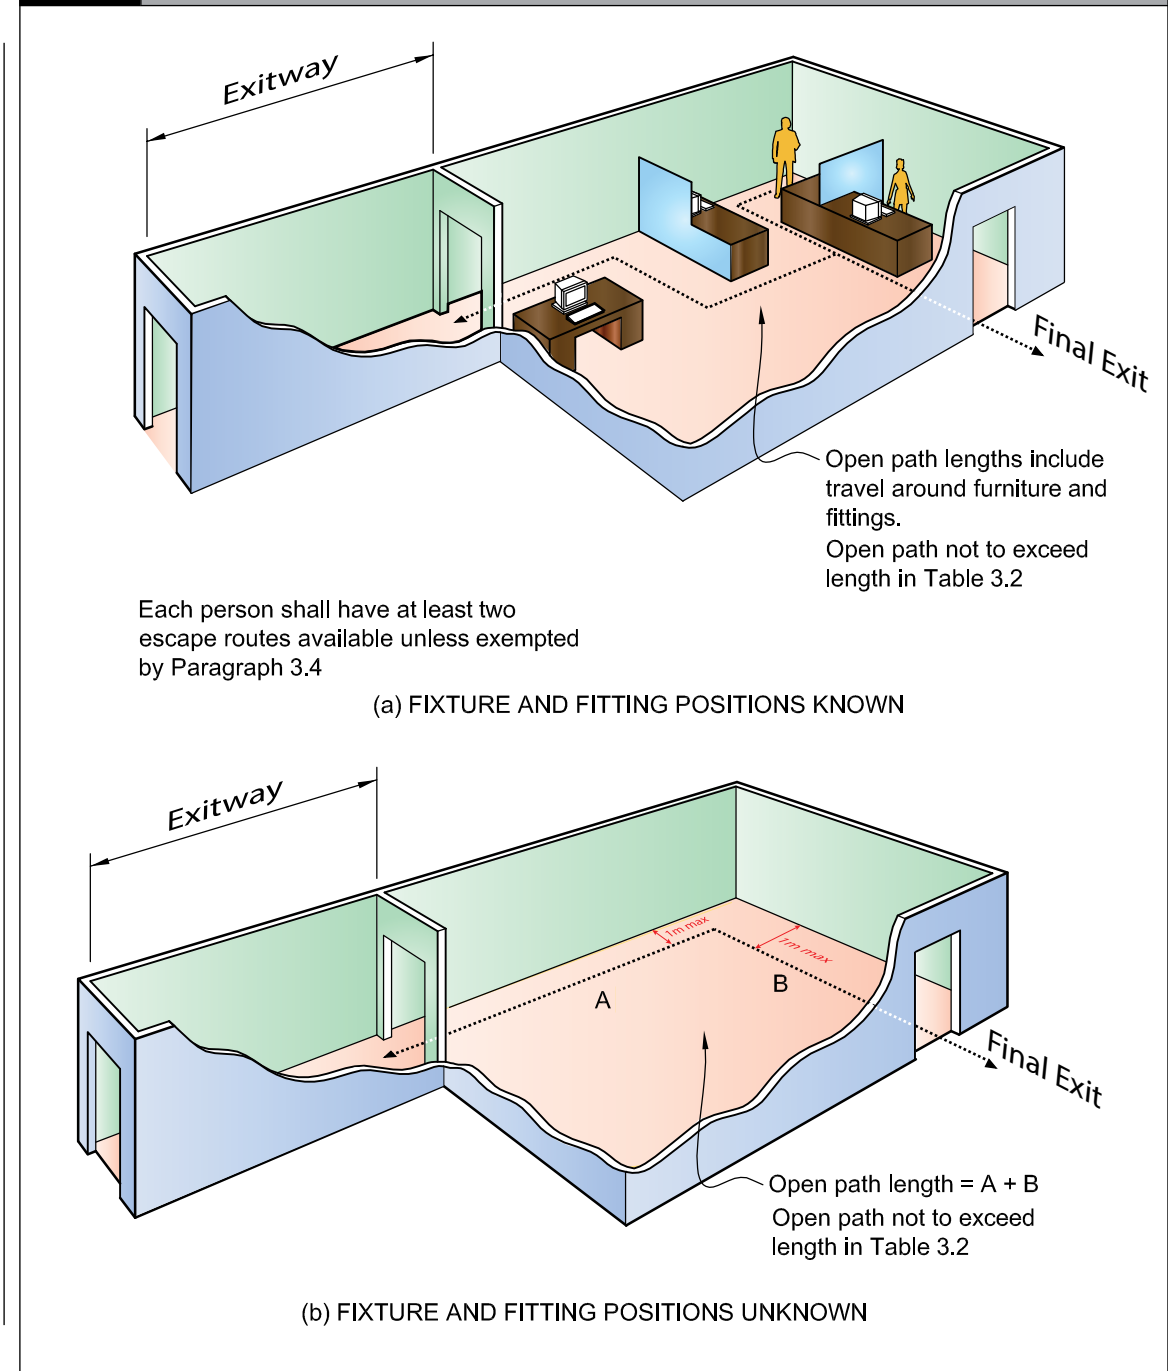 Exitway
Final Exit
Open path lengths include
travel around furniture and
fittings.
Open path not to exceed
length in Table 3.2
Each person shall have at least two
escape routes available unless exempted
by Paragraph 3.4
(a) FIXTURE AND FITTING POSITIONS KNOWN
Exitway
1m max
1m max
A
B
Final Exit
Open path length = A + B
Open path not to exceed
length in Table 3.2
(b) FIXTURE AND FITTING POSITIONS UNKNOWN